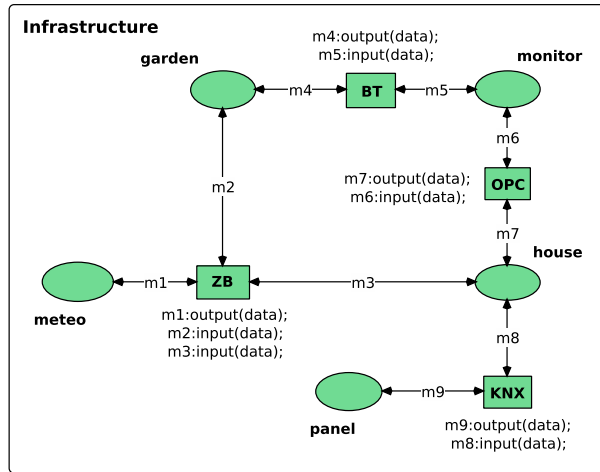 Infrastructure
m4:output(data);
m5:input(data);
garden
monitor
m4
BT
m5
m6
m7:output(data);
m6:input(data);
OPC
m2
m7
house
m1
ZB
m3
meteo
m1:output(data);
m2:input(data);
m3:input(data);
m8
m9
KNX
panel
m9:output(data);
m8:input(data);